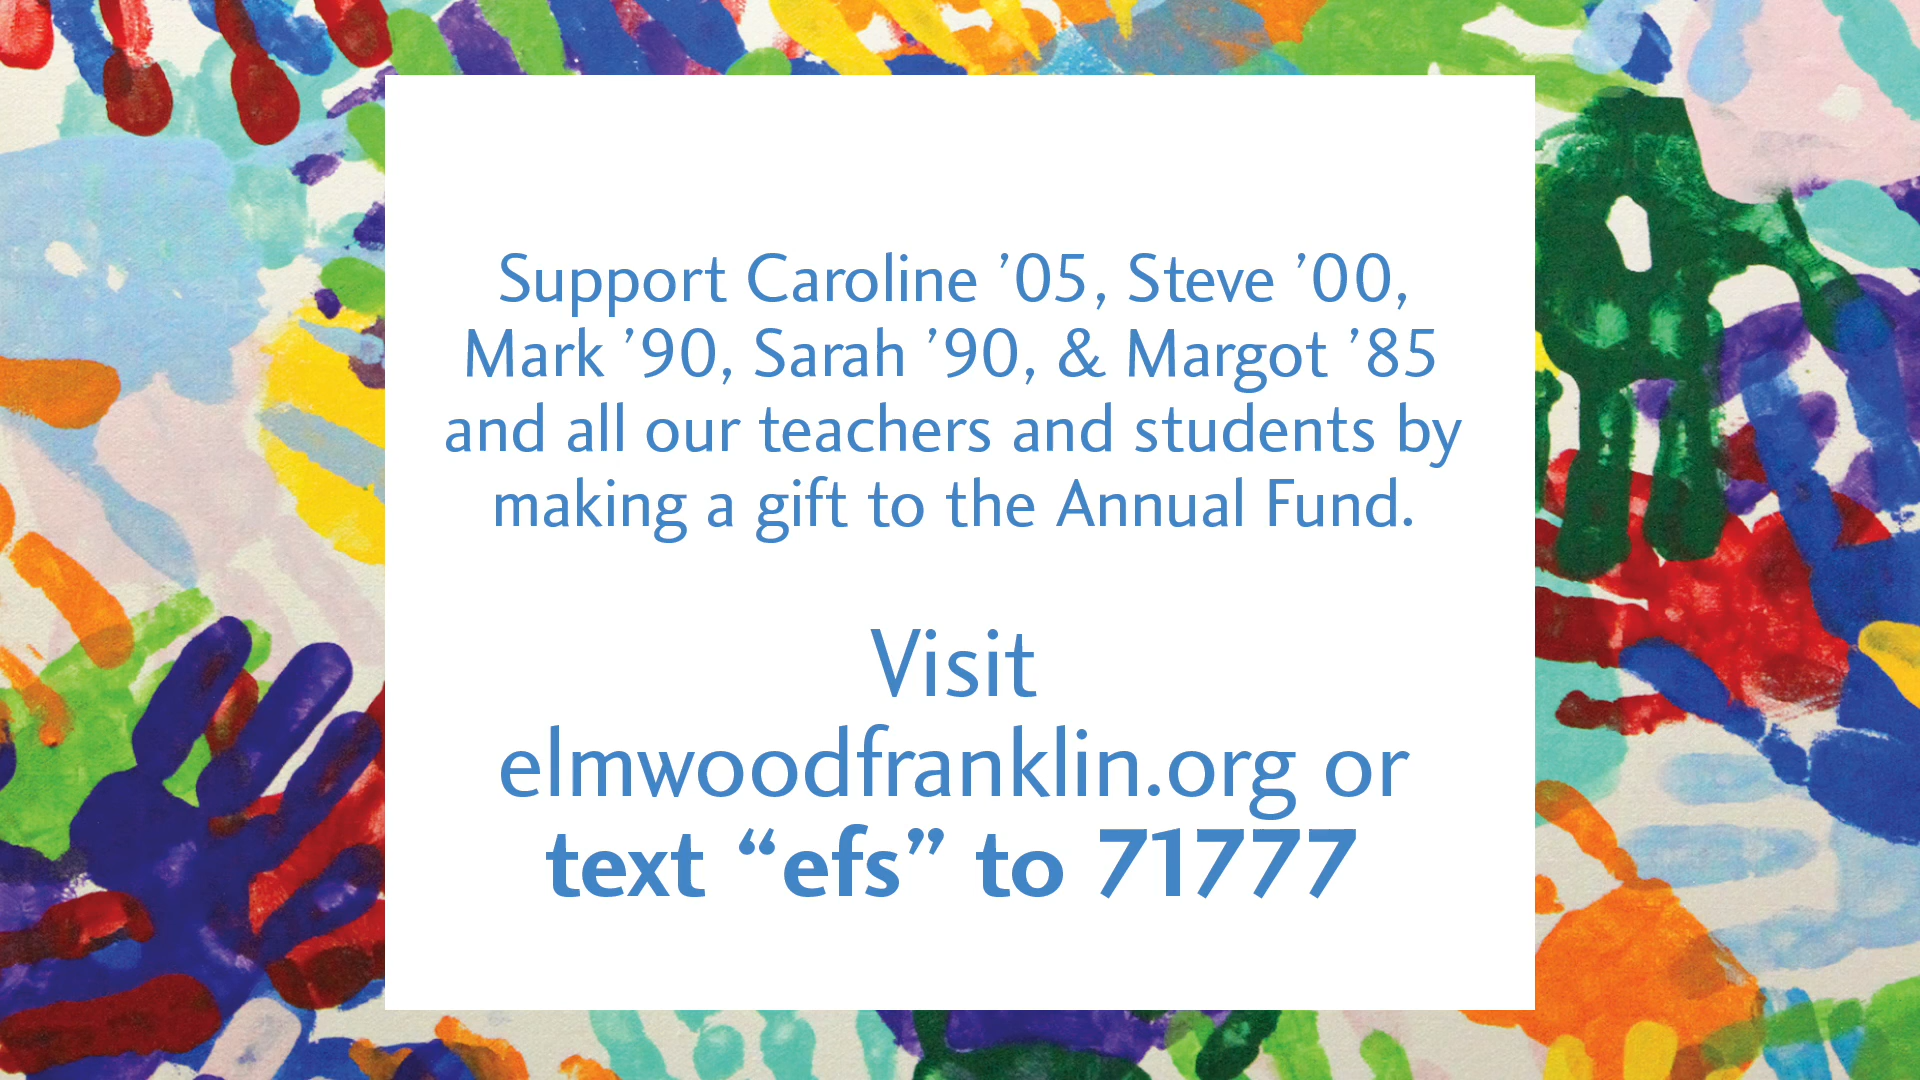 Support Caroline ’05, Steve ’00,
Mark ’90, Sarah ’90, & Margot ’85
and all our teachers and students by
making a gift to the Annual Fund.
Visit
elmwoodfranklin.org or
text “efs” to 71777